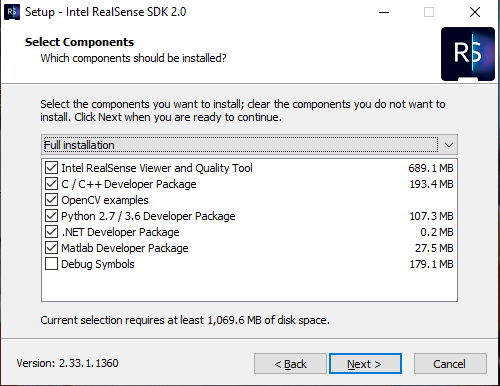 Setup - Intel RealSense SDK 2.0
Select Components
Which components should be installed?
RS
Select the components you want to install; clear the components you do not want to
install. Click Next when you are ready to continue.
Full installation
Intel RealSense Viewer and Quality Tool 689.1 MB
C / C++ Developer Package 193.4 MB
OpenCV examples
Python 2.7 / 3.6 Developer Package 107.3 MB
.NET Developer Package 0.2 MB
Matlab Developer Package 27.5 MB
Debug Symbols 179.1 MB
Current selection requires at least 1,069.6 MB of disk space.
Version: 2.33.1.1360
< Back
Next >
Cancel